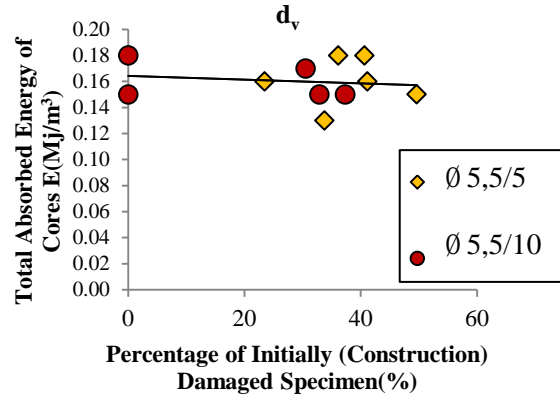 d_v
Total Absorbed Energy of
Cores E(Mj/m³)
0.20
0.18
0.16
0.14
0.12
0.10
0.08
0.06
0.04
0.02
0.00
0
20
40
60
Ø 5,5/5
Ø 5,5/10
Percentage of Initially (Construction)
Damaged Specimen(%)